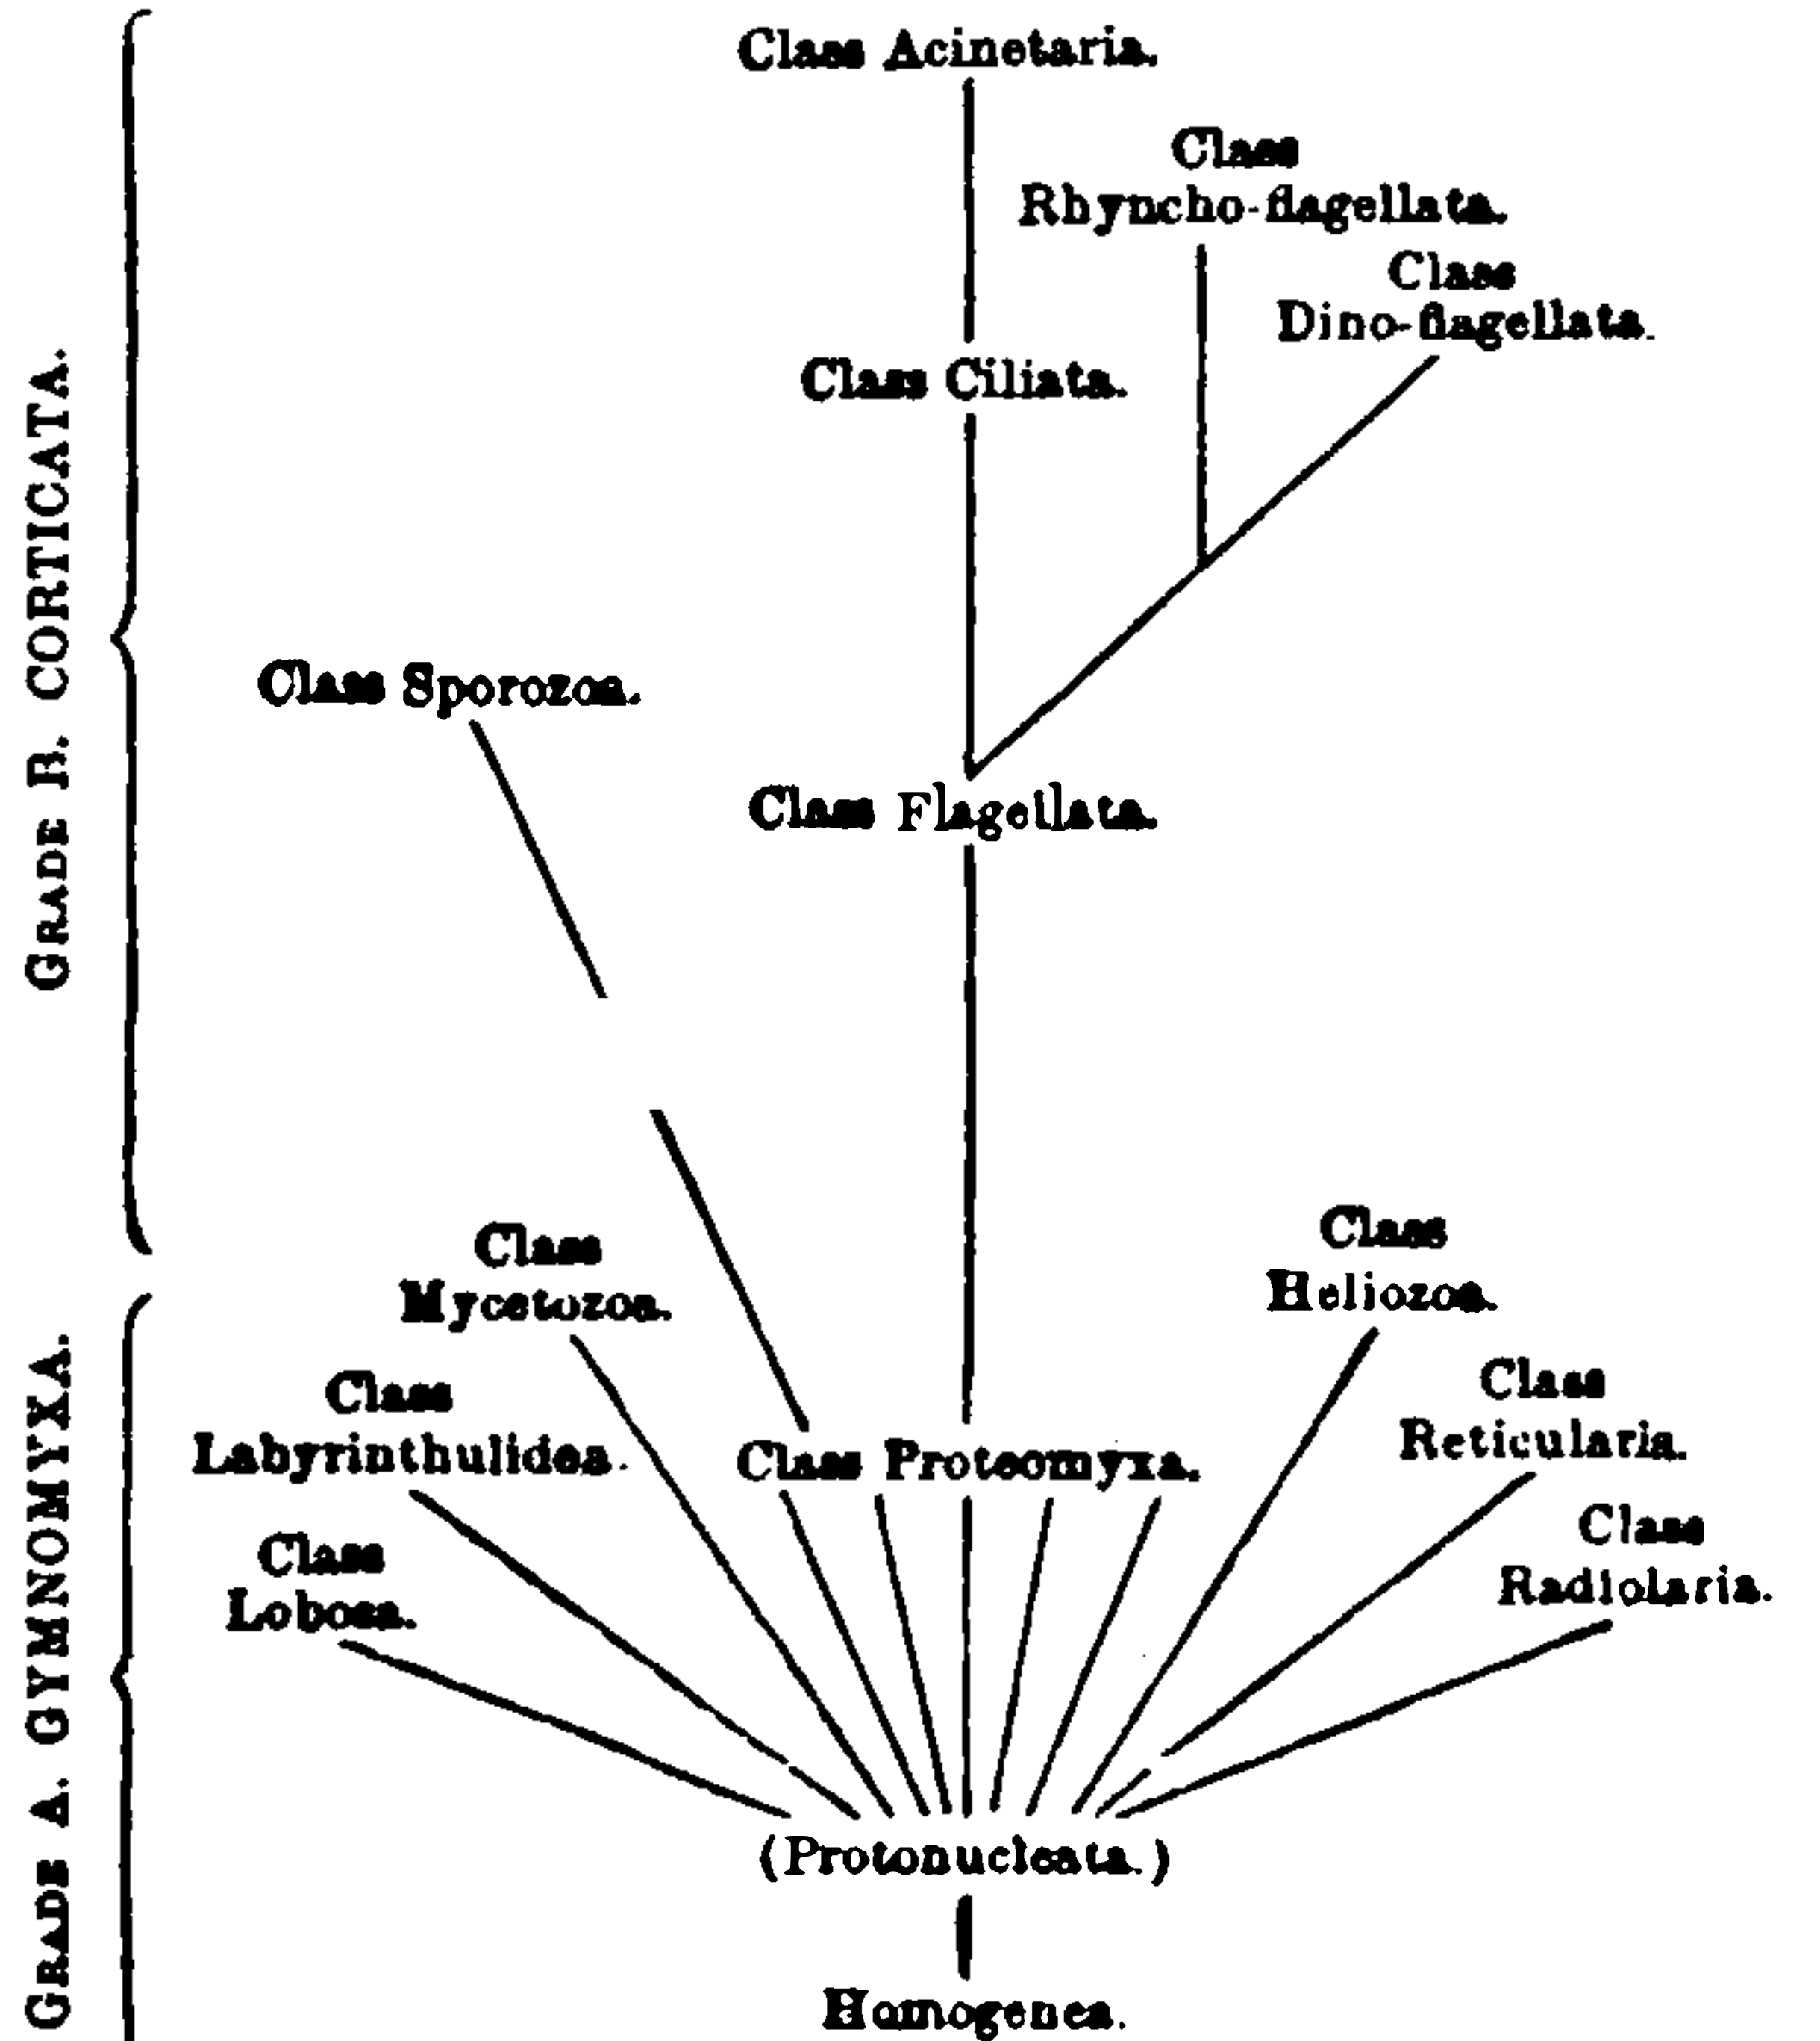 Class Acinetaria.
Class
Rhyncho-flagellata.
Class
Dino-flagellata.
Class Ciliata.
Class Sporozoa.
Class Flagellata.
GRADE B. CORTICATA.
Class
Mycetozoa.
Class
Heliozoa.
Class
Labyrinthulidea.
Class Proteomyxa.
Class
Reticularia.
Class
Lobosa.
Class
Radiolaria.
(Protonucleata.)
Homogenea.
GRADE A. GYMNOMYXA.